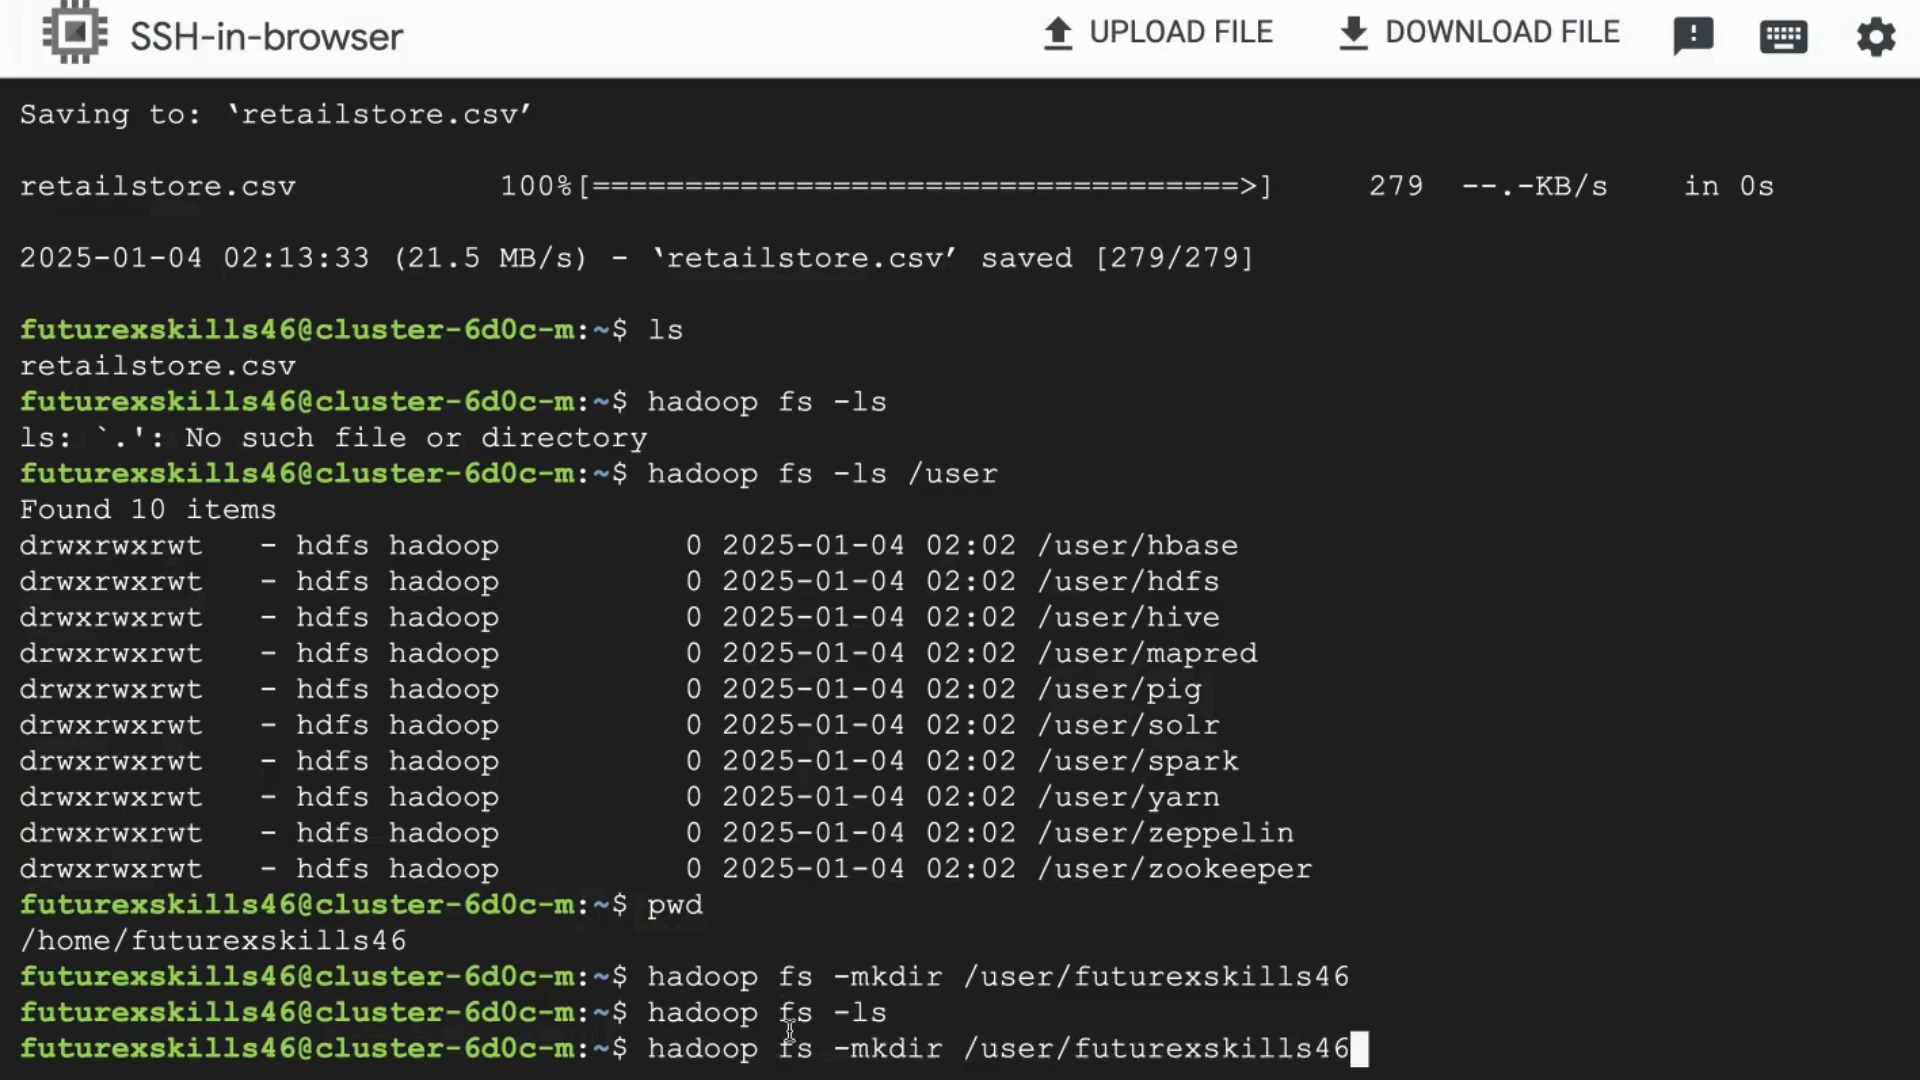 SSH-in-browser
UPLOAD FILE
DOWNLOAD FILE
Saving to: ‘retailstore.csv’
retailstore.csv 100%[===================================>] 279 --.-KB/s in 0s
2025-01-04 02:13:33 (21.5 MB/s) - ‘retailstore.csv’ saved [279/279]
futurexskills46@cluster-6d0c-m:~$ ls
retailstore.csv
futurexskills46@cluster-6d0c-m:~$ hadoop fs -ls
ls: `.': No such file or directory
futurexskills46@cluster-6d0c-m:~$ hadoop fs -ls /user
Found 10 items
drwxrwxrwt - hdfs hadoop 0 2025-01-04 02:02 /user/hbase
drwxrwxrwt - hdfs hadoop 0 2025-01-04 02:02 /user/hdfs
drwxrwxrwt - hdfs hadoop 0 2025-01-04 02:02 /user/hive
drwxrwxrwt - hdfs hadoop 0 2025-01-04 02:02 /user/mapred
drwxrwxrwt - hdfs hadoop 0 2025-01-04 02:02 /user/pig
drwxrwxrwt - hdfs hadoop 0 2025-01-04 02:02 /user/solr
drwxrwxrwt - hdfs hadoop 0 2025-01-04 02:02 /user/spark
drwxrwxrwt - hdfs hadoop 0 2025-01-04 02:02 /user/yarn
drwxrwxrwt - hdfs hadoop 0 2025-01-04 02:02 /user/zeppelin
drwxrwxrwt - hdfs hadoop 0 2025-01-04 02:02 /user/zookeeper
futurexskills46@cluster-6d0c-m:~$ pwd
/home/futurexskills46
futurexskills46@cluster-6d0c-m:~$ hadoop fs -mkdir /user/futurexskills46
futurexskills46@cluster-6d0c-m:~$ hadoop fs -ls
futurexskills46@cluster-6d0c-m:~$ hadoop fs -mkdir /user/futurexskills46